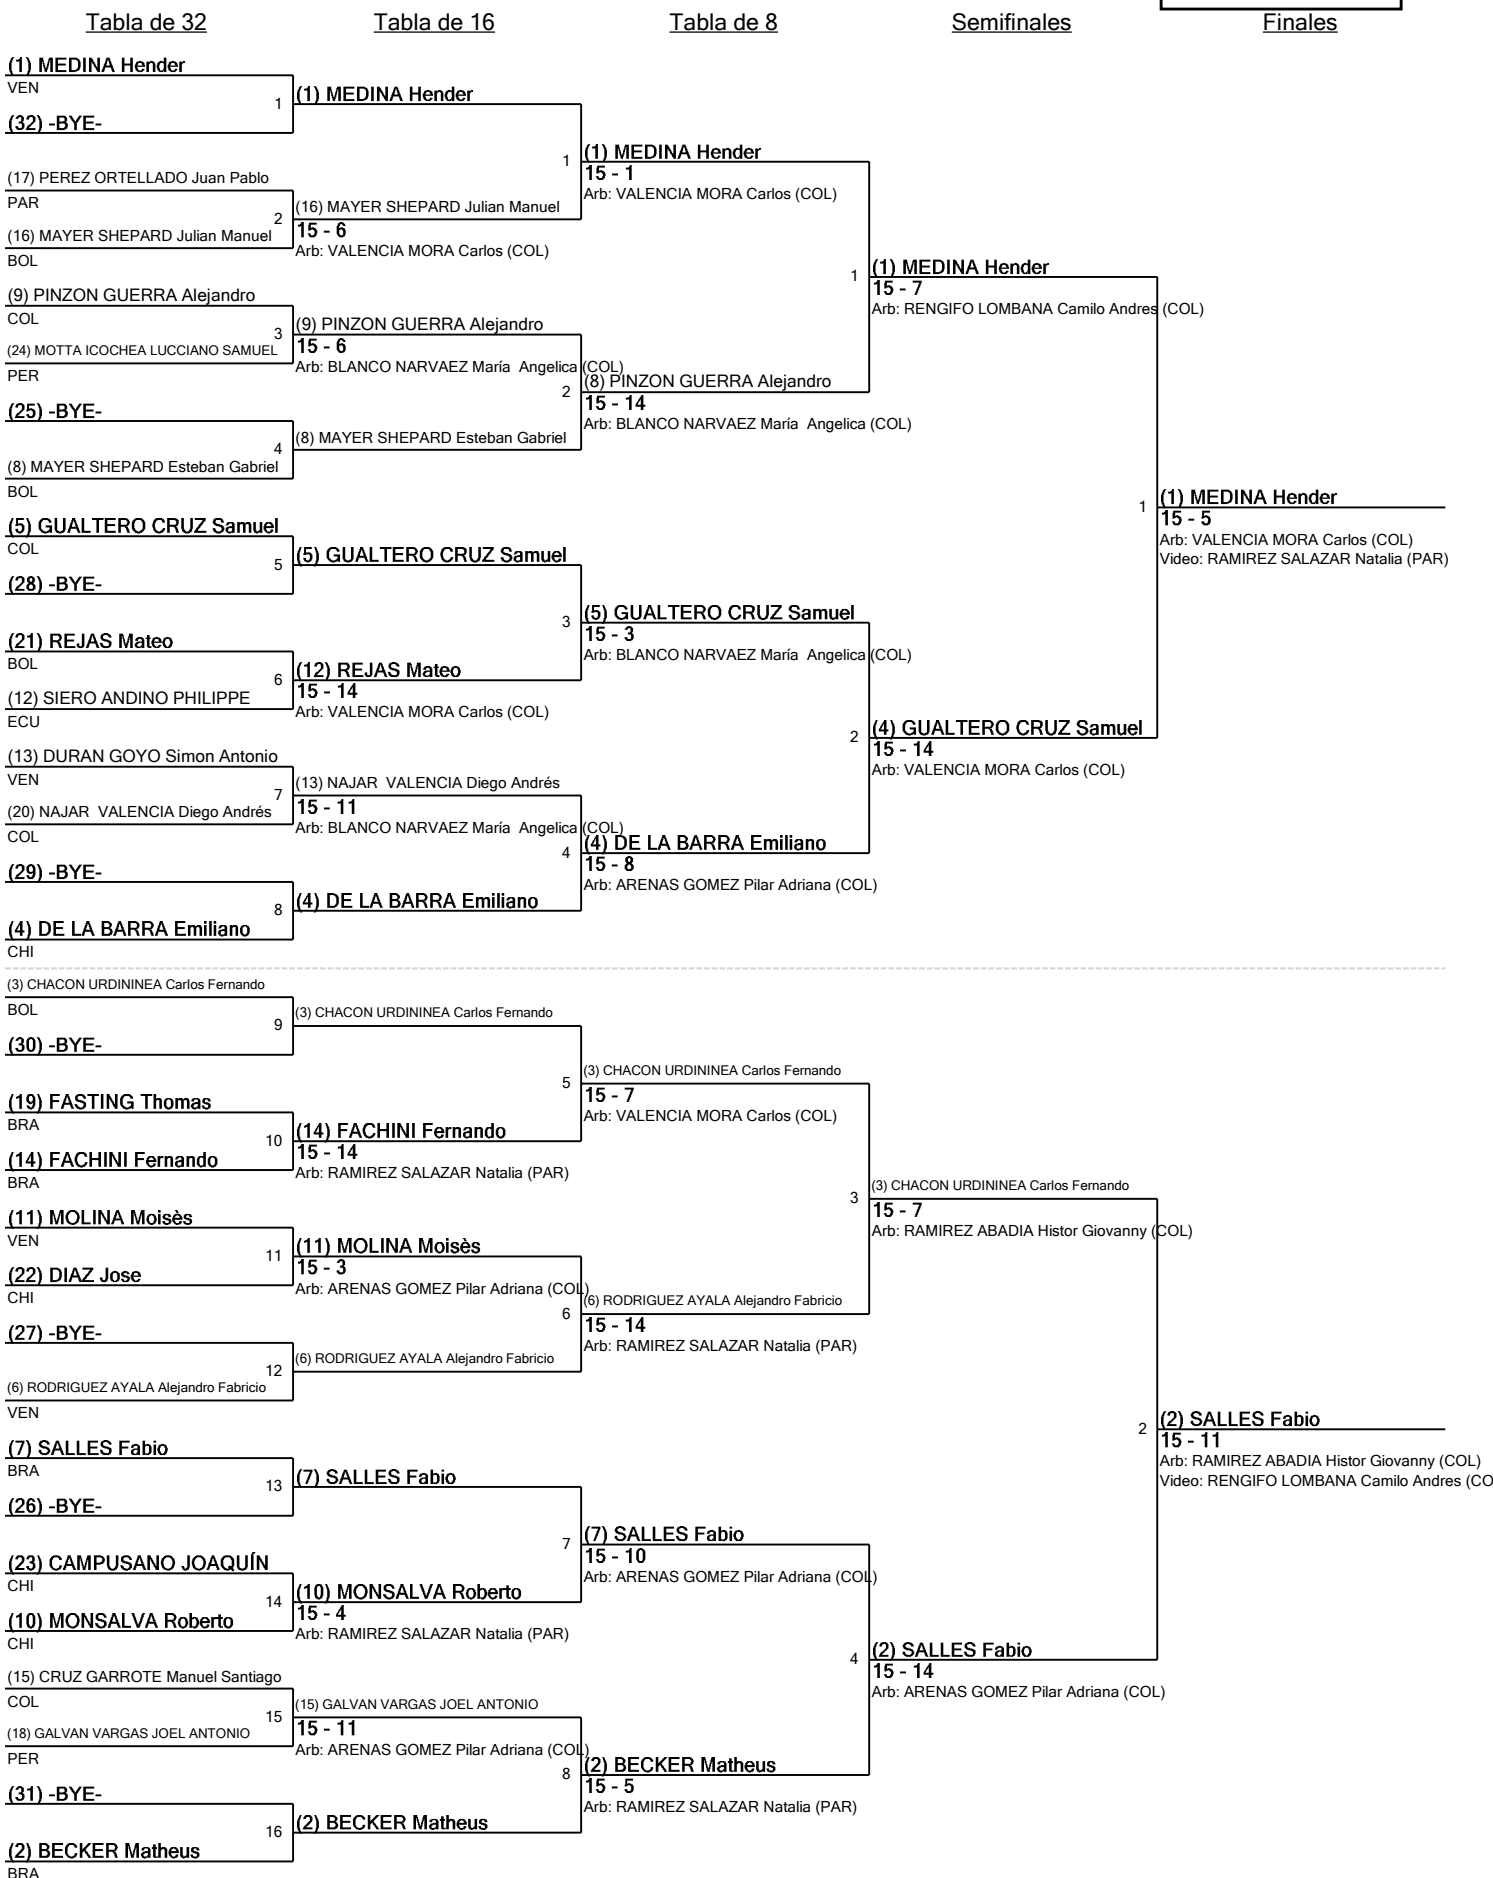 Tabla de 32
Tabla de 16
Tabla de 8
Semifinales
Finales
(1) MEDINA Hender
VEN
1
(32) -BYE-
(17) PEREZ ORTELLADO Juan Pablo
PAR
2
(16) MAYER SHEPARD Julian Manuel
BOL
(9) PINZON GUERRA Alejandro
COL
3
(24) MOTTA ICOCHEA LUCCIANO SAMUEL
PER
(25) -BYE-
4
(8) MAYER SHEPARD Esteban Gabriel
BOL
(5) GUALTERO CRUZ Samuel
COL
5
(28) -BYE-
(21) REJAS Mateo
BOL
6
(12) SIERO ANDINO PHILIPPE
ECU
(13) DURAN GOYO Simon Antonio
VEN
7
(20) NAJAR  VALENCIA Diego Andrés
COL
(29) -BYE-
8
(4) DE LA BARRA Emiliano
CHI
(3) CHACON URDININEA Carlos Fernando
BOL
9
(30) -BYE-
(19) FASTING Thomas
BRA
10
(14) FACHINI Fernando
BRA
(11) MOLINA Moisès
VEN
11
(22) DIAZ Jose
CHI
(27) -BYE-
12
(6) RODRIGUEZ AYALA Alejandro Fabricio
VEN
(7) SALLES Fabio
BRA
13
(26) -BYE-
(23) CAMPUSANO JOAQUÍN
CHI
14
(10) MONSALVA Roberto
CHI
(15) CRUZ GARROTE Manuel Santiago
COL
15
(18) GALVAN VARGAS JOEL ANTONIO
PER
(31) -BYE-
16
(2) BECKER Matheus
BRA
(1) MEDINA Hender
1
(16) MAYER SHEPARD Julian Manuel
15 - 6
Arb: VALENCIA MORA Carlos (COL)
(9) PINZON GUERRA Alejandro
15 - 6
Arb: BLANCO NARVAEZ María  Angelica (COL)
2
(8) MAYER SHEPARD Esteban Gabriel
(5) GUALTERO CRUZ Samuel
3
(12) REJAS Mateo
15 - 14
Arb: VALENCIA MORA Carlos (COL)
(13) NAJAR  VALENCIA Diego Andrés
15 - 11
Arb: BLANCO NARVAEZ María  Angelica (COL)
4
(4) DE LA BARRA Emiliano
(3) CHACON URDININEA Carlos Fernando
5
(14) FACHINI Fernando
15 - 14
Arb: RAMIREZ SALAZAR Natalia (PAR)
(11) MOLINA Moisès
15 - 3
Arb: ARENAS GOMEZ Pilar Adriana (COL)
6
(6) RODRIGUEZ AYALA Alejandro Fabricio
(7) SALLES Fabio
7
(10) MONSALVA Roberto
15 - 4
Arb: RAMIREZ SALAZAR Natalia (PAR)
(15) GALVAN VARGAS JOEL ANTONIO
15 - 11
Arb: ARENAS GOMEZ Pilar Adriana (COL)
8
(2) BECKER Matheus
(1) MEDINA Hender
15 - 1
Arb: VALENCIA MORA Carlos (COL)
1
(8) PINZON GUERRA Alejandro
15 - 14
Arb: BLANCO NARVAEZ María  Angelica (COL)
(5) GUALTERO CRUZ Samuel
15 - 3
Arb: BLANCO NARVAEZ María  Angelica (COL)
2
(4) DE LA BARRA Emiliano
15 - 8
Arb: ARENAS GOMEZ Pilar Adriana (COL)
(3) CHACON URDININEA Carlos Fernando
15 - 7
Arb: VALENCIA MORA Carlos (COL)
3
(6) RODRIGUEZ AYALA Alejandro Fabricio
15 - 14
Arb: RAMIREZ SALAZAR Natalia (PAR)
(7) SALLES Fabio
15 - 10
Arb: ARENAS GOMEZ Pilar Adriana (COL)
4
(2) BECKER Matheus
15 - 5
Arb: RAMIREZ SALAZAR Natalia (PAR)
(1) MEDINA Hender
15 - 7
Arb: RENGIFO LOMBANA Camilo Andres (COL)
1
(4) GUALTERO CRUZ Samuel
15 - 14
Arb: VALENCIA MORA Carlos (COL)
(3) CHACON URDININEA Carlos Fernando
15 - 7
Arb: RAMIREZ ABADIA Histor Giovanny (COL)
2
(2) SALLES Fabio
15 - 14
Arb: ARENAS GOMEZ Pilar Adriana (COL)
(1) MEDINA Hender
15 - 5
Arb: VALENCIA MORA Carlos (COL)
Video: RAMIREZ SALAZAR Natalia (PAR)
(2) SALLES Fabio
15 - 11
Arb: RAMIREZ ABADIA Histor Giovanny (COL)
Video: RENGIFO LOMBANA Camilo Andres (CO